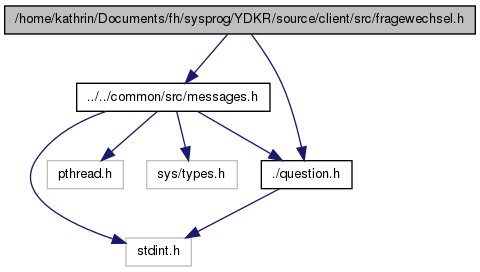 /home/kathrin/Documents/fh/sysprog/YDKR/source/client/src/fragewechsel.h
../../common/src/messages.h
pthread.h
sys/types.h
./question.h
stdint.h